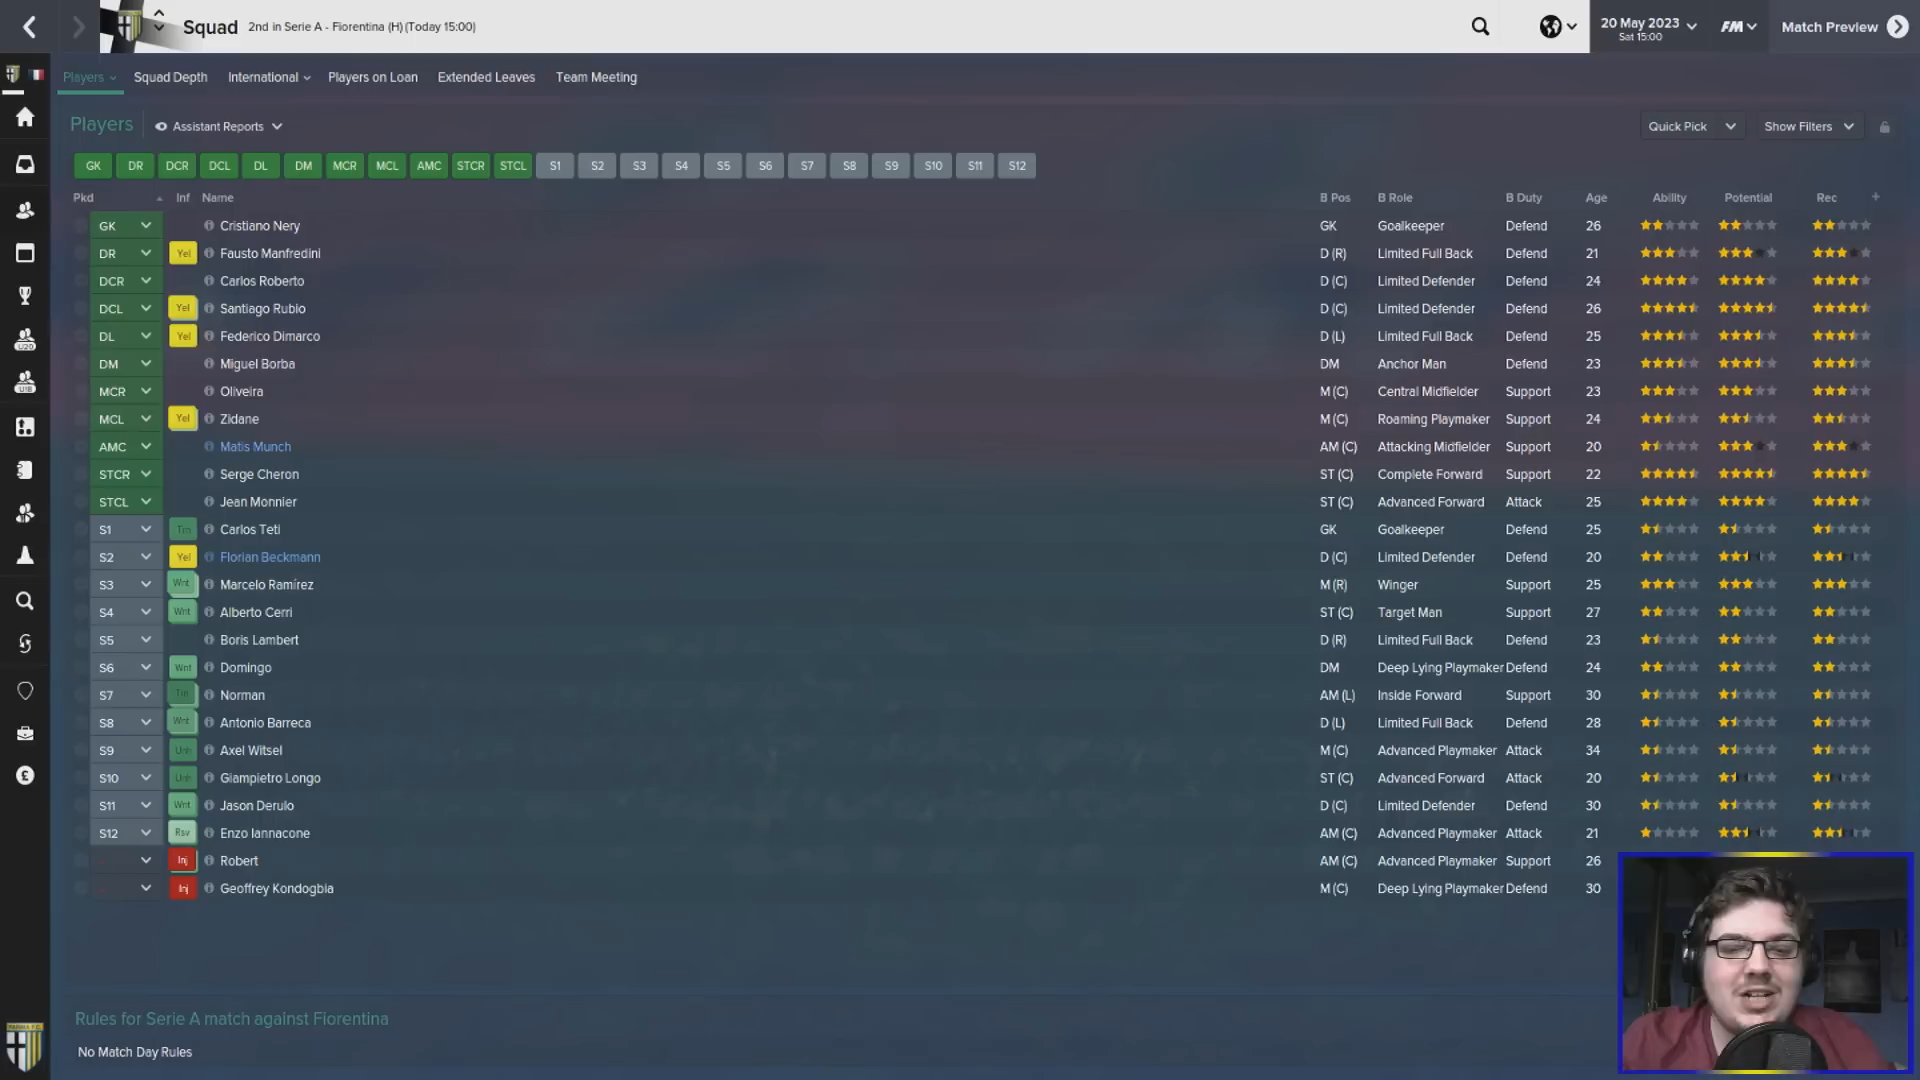 Squad 2nd in Serie A - Fiorentina (H) (Today 15:00) 20 May 2023 FM Match Preview
Sat 15:00
Players Squad Depth International Players on Loan Extended Leaves Team Meeting
Players Assistant Reports Quick Pick Show Filters
GK DR DCR DCL DL DM MCR MCL AMC STCR STCL S1 S2 S3 S4 S5 S6 S7 S8 S9 S10 S11 S12
Pkd Inf Name B Pos B Role B Duty Age Ability Potential Rec +
GK Cristiano Nery GK Goalkeeper Defend 26
DR Yel Fausto Manfredini D (R) Limited Full Back Defend 21
DCR Carlos Roberto D (C) Limited Defender Defend 24
DCL Yel Santiago Rubio D (C) Limited Defender Defend 26
DL Yel Federico Dimarco D (L) Limited Full Back Defend 25
DM Miguel Borba DM Anchor Man Defend 23
MCR Oliveira M (C) Central Midfielder Support 23
MCL Yel Zidane M (C) Roaming Playmaker Support 24
AMC Matis Munch AM (C) Attacking Midfielder Support 20
STCR Serge Cheron ST (C) Complete Forward Support 22
STCL Jean Monnier ST (C) Advanced Forward Attack 25
S1 Trn Carlos Teti GK Goalkeeper Defend 25
S2 Yel Florian Beckmann D (C) Limited Defender Defend 20
S3 Wnt Marcelo Ramírez M (R) Winger Support 25
S4 Wnt Alberto Cerri ST (C) Target Man Support 27
S5 Boris Lambert D (R) Limited Full Back Defend 23
S6 Wnt Domingo DM Deep Lying Playmaker Defend 24
S7 Trn Norman AM (L) Inside Forward Support 30
S8 Wnt Antonio Barreca D (L) Limited Full Back Defend 28
S9 Unh Axel Witsel M (C) Advanced Playmaker Attack 34
S10 Unh Giampietro Longo ST (C) Advanced Forward Attack 20
S11 Wnt Jason Derulo D (C) Limited Defender Defend 30
S12 Rsv Enzo Iannacone AM (C) Advanced Playmaker Attack 21
Inj Robert AM (C) Advanced Playmaker Support 26
Inj Geoffrey Kondogbia M (C) Deep Lying Playmaker Defend 30
Rules for Serie A match against Fiorentina
No Match Day Rules
U20
U18